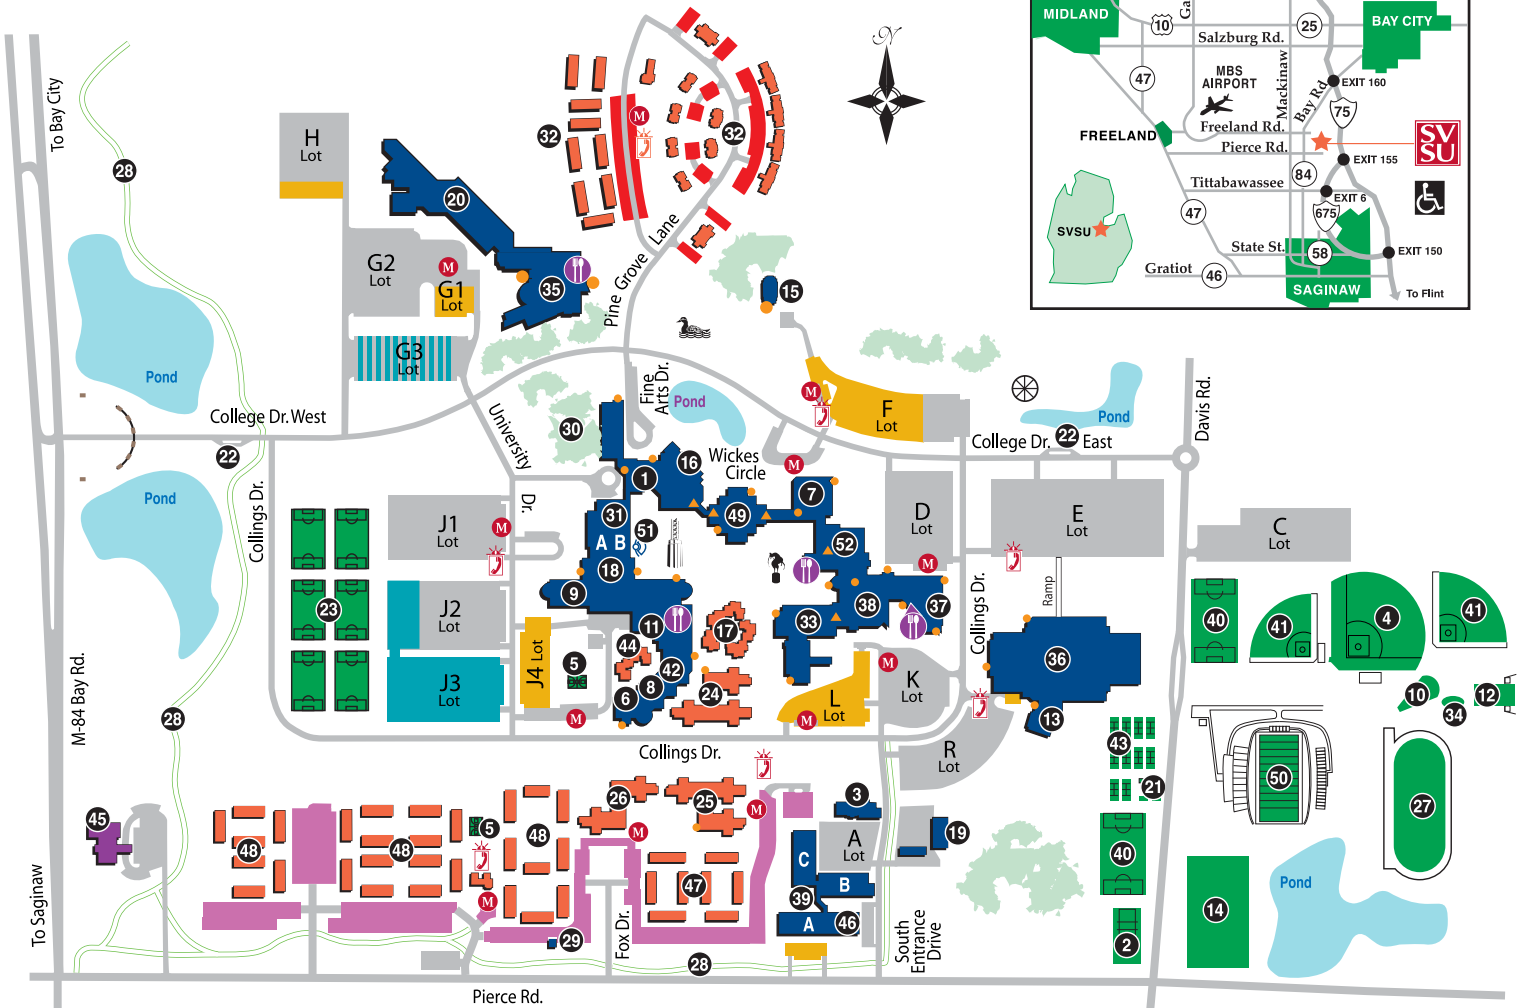 MIDLAND
10
Ga
25
BAY CITY
Salzburg Rd.
47
MBS
AIRPORT
Mackinaw
Bay Rd.
EXIT 160
75
FREELAND
Freeland Rd.
Pierce Rd.
SV
SU
EXIT 155
84
Tittabawassee
EXIT 6
47
675
SVSU
State St.
58
EXIT 150
Gratiot
46
SAGINAW
To Flint
N
To Bay City
28
H
Lot
20
32
M
32
Pine Grove Lane
G2
Lot
M
G1
Lot
35
15
G3
Lot
Pond
College Dr. West
22
University
Dr.
Fine
Arts Dr.
Pond
30
M
F
Lot
Pond
College Dr.
22
East
Davis Rd.
Wickes
Circle
M
16
1
7
49
Pond
Collings Dr.
J1
Lot
M
31
A
B
51
18
52
D
Lot
M
E
Lot
C
Lot
23
J2
Lot
9
11
17
33
38
37
Collings Dr.
Ramp
40
41
4
41
44
5
42
36
J3
Lot
J4 Lot
6
8
24
M
M
L
Lot
M
K
Lot
13
10
12
34
M-84 Bay Rd.
28
Collings Dr.
R
Lot
43
50
21
27
26
25
M
3
45
48
48
5
48
M
A
Lot
19
40
C
47
B
M
39
A
46
14
Pond
To Saginaw
29
Fox Dr.
28
South
Entrance
Drive
2
Pierce Rd.